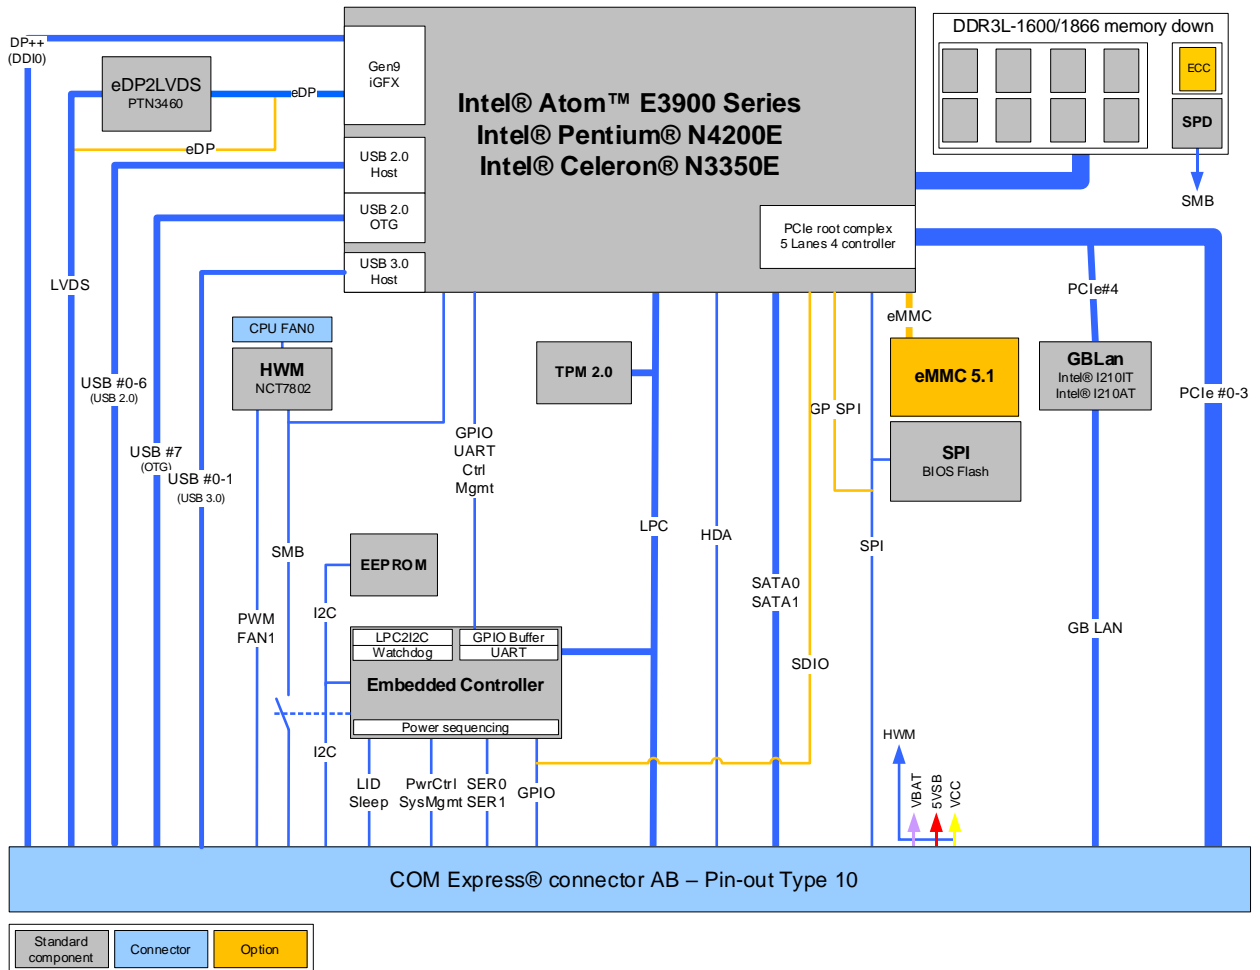 DP++
(DDI0)
eDP2LVDS
PTN3460
eDP
eDP
Gen9
iGFX
USB 2.0
Host
USB 2.0
OTG
USB 3.0
Host
Intel® Atom™ E3900 Series
Intel® Pentium® N4200E
Intel® Celeron® N3350E
PCIe root complex
5 Lanes 4 controller
DDR3L-1600/1866 memory down
ECC
SPD
SMB
LVDS
USB #0-6
(USB 2.0)
USB #7
(OTG)
USB #0-1
(USB 3.0)
CPU FAN0
HWM
NCT7802
TPM 2.0
eMMC
eMMC 5.1
SPI
BIOS Flash
PCIe#4
GBLan
Intel® I210IT
Intel® I210AT
PCIe #0-3
GPIO
UART
Ctrl
Mgmt
GP SPI
SMB
EEPROM
LPC
HDA
SATA0
SATA1
SPI
PWM
FAN1
I2C
LPC2I2C
Watchdog
GPIO Buffer
UART
Embedded Controller
Power sequencing
SDIO
GB LAN
I2C
LID
Sleep
PwrCtrl
SysMgmt
SER0
SER1
GPIO
HWM
VBAT
5VSB
VCC
COM Express® connector AB – Pin-out Type 10
Standard
component
Connector
Option